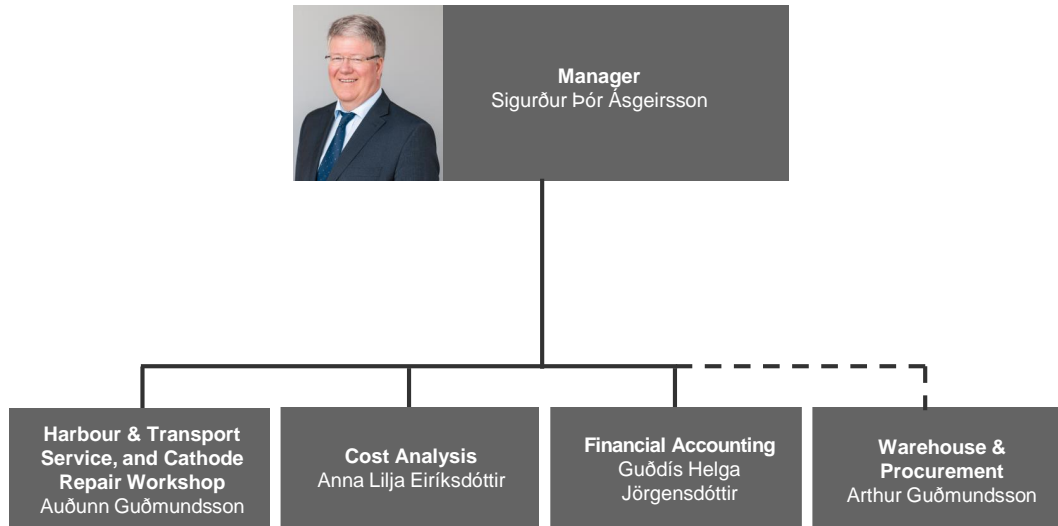 Manager
Sigurður Þór Ásgeirsson
Harbour & Transport
Service, and Cathode
Repair Workshop
Auðunn Guðmundsson
Cost Analysis
Anna Lilja Eiríksdóttir
Financial Accounting
Guðdís Helga
Jörgensdóttir
Warehouse &
Procurement
Arthur Guðmundsson